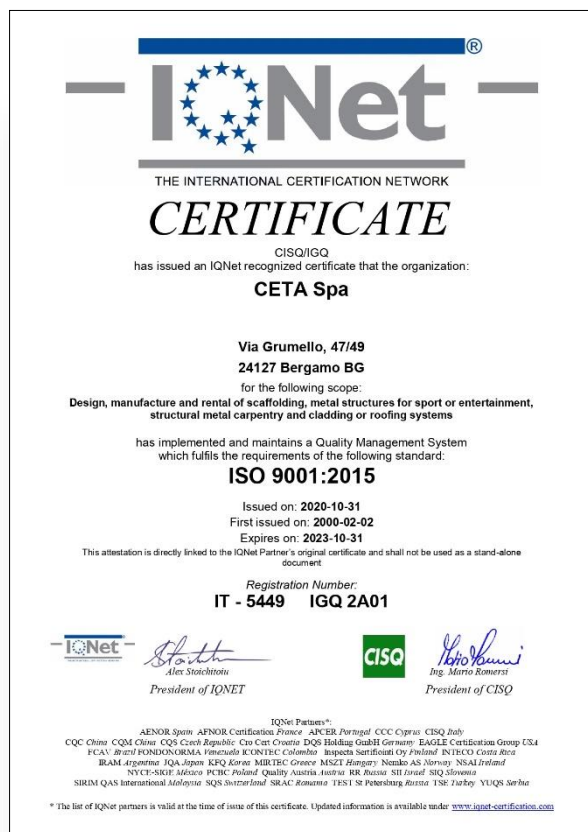 IQNet®
THE INTERNATIONAL CERTIFICATION NETWORK
CERTIFICATE
CISQ/IGQ
has issued an IQNet recognized certificate that the organization:
CETA Spa
Via Grumello, 47/49
24127 Bergamo BG
for the following scope:
Design, manufacture and rental of scaffolding, metal structures for sport or entertainment,
structural metal carpentry and cladding or roofing systems
has implemented and maintains a Quality Management System
which fulfils the requirements of the following standard:
ISO 9001:2015
Issued on: 2020-10-31
First issued on: 2000-02-02
Expires on: 2023-10-31
This attestation is directly linked to the IQNet Partner's original certificate and shall not be used as a stand-alone
document
Registration Number:
IT - 5449 IGQ 2A01
IQNet
CISQ
Alex Stoichitoiu
Ing. Mario Romersi
President of IQNET
President of CISQ
IQNet Partners*:
AENOR Spain AFNOR Certification France APCER Portugal CCC Cyprus CISQ Italy
CQC China CQM China CQS Czech Republic Cro Cert Croatia DQS Holding GmbH Germany EAGLE Certification Group USA
FCAV Brazil FONDONORMA Venezuela ICONTEC Colombia Inspecta Sertifiointi Oy Finland INTECO Costa Rica
IRAM Argentina JQA Japan KFQ Korea MIRTEC Greece MSZT Hungary Nemko AS Norway NSAI Ireland
NYCE-SIGE México PCBC Poland Quality Austria Austria RR Russia SII Israel SIQ Slovenia
SIRIM QAS International Malaysia SQS Switzerland SRAC Romania TEST St Petersburg Russia TSE Turkey YUQS Serbia
* The list of IQNet partners is valid at the time of issue of this certificate. Updated information is available under www.iqnet-certification.com